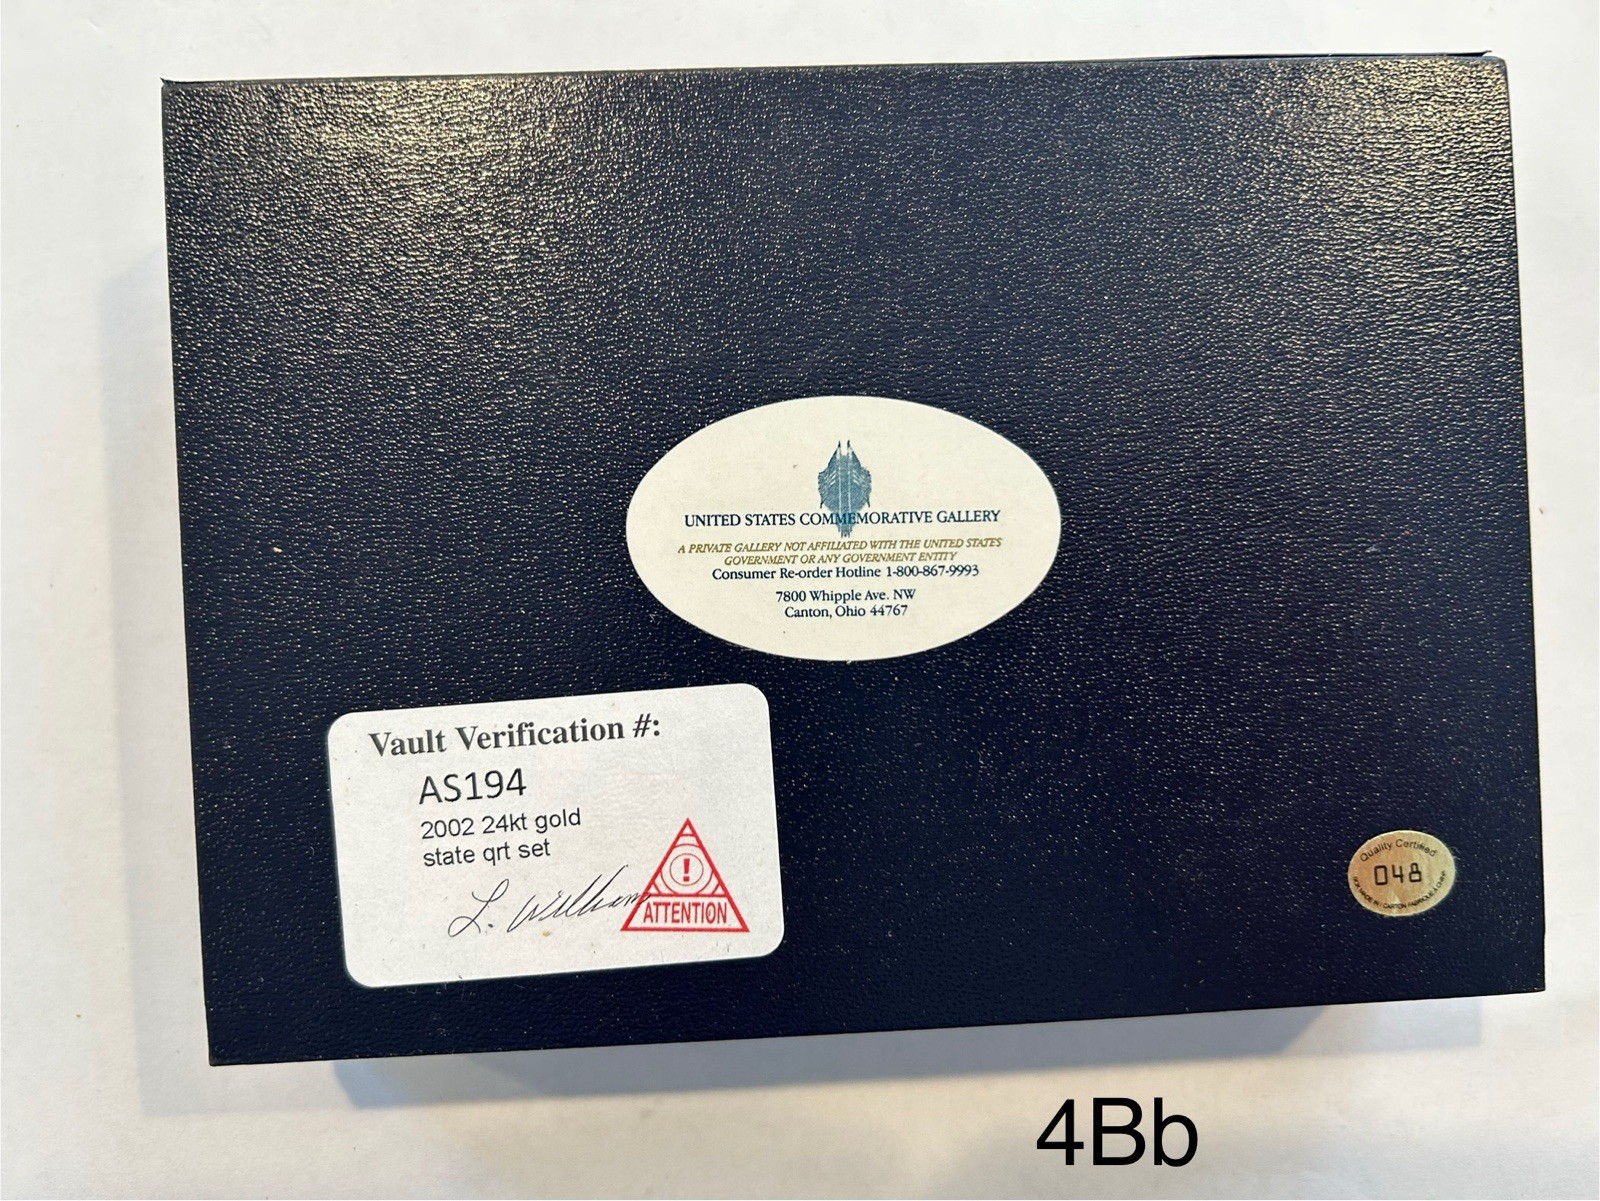 UNITED STATES COMMEMORATIVE GALLERY
A PRIVATE GALLERY NOT AFFILIATED WITH THE UNITED STATES
GOVERNMENT OR ANY GOVERNMENT ENTITY
Consumer Re-order Hotline 1-800-867-9993
7800 Whipple Ave. NW
Canton, Ohio 44767
Vault Verification #:
AS194
2002 24kt gold
state qrt set
L. William
!
ATTENTION
Quality Certified
048
4Bb